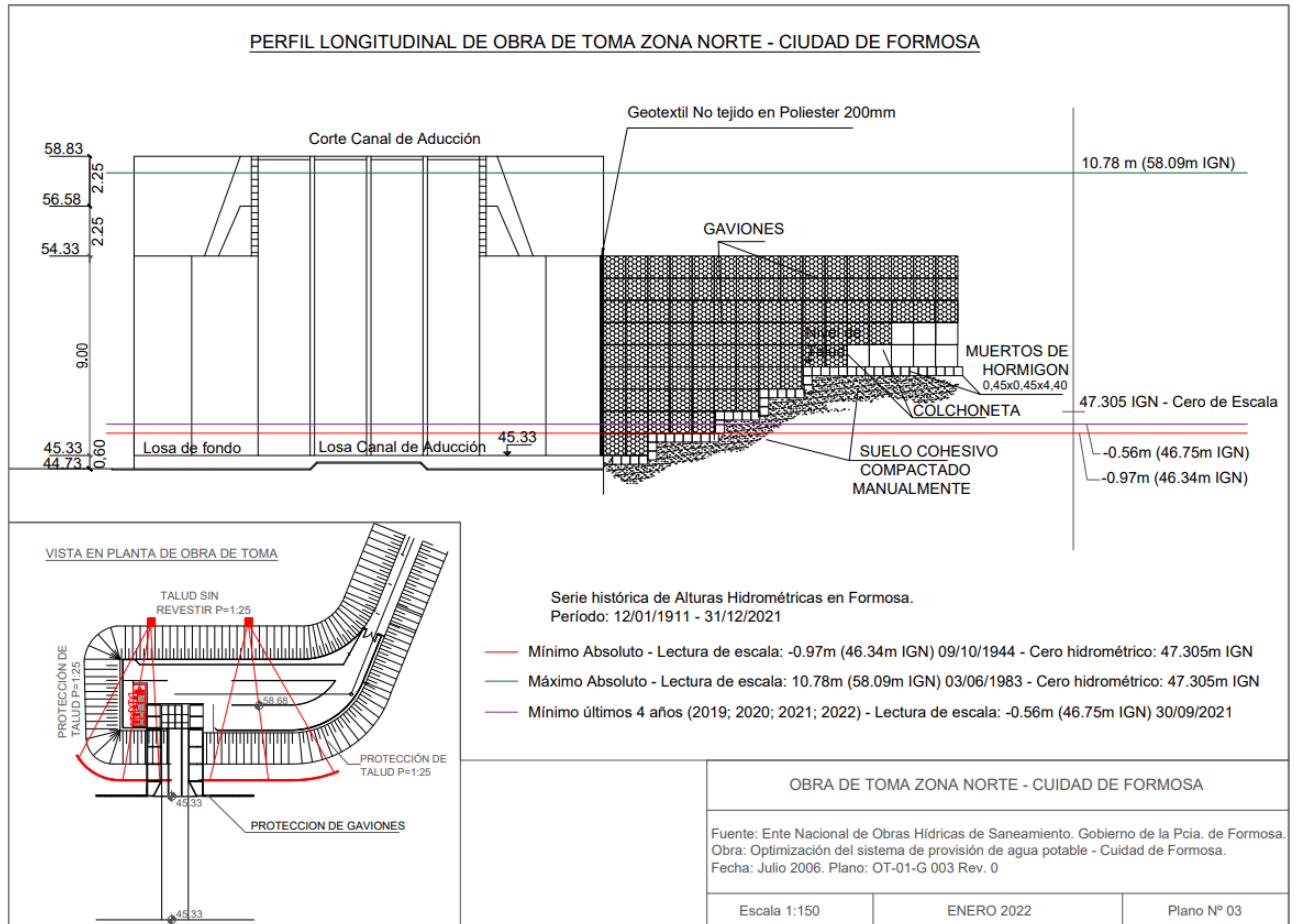 PERFIL LONGITUDINAL DE OBRA DE TOMA ZONA NORTE - CIUDAD DE FORMOSA
Geotextil No tejido en Poliester 200mm
Corte Canal de Aducción
58.83
2.25
56.58
2.25
54.33
9.00
45.33
0,60
44.73
10.78 m (58.09m IGN)
GAVIONES
Nivel de
Talud
MUERTOS DE
HORMIGON
0,45x0,45x4,40
COLCHONETA
47.305 IGN - Cero de Escala
Losa de fondo
Losa Canal de Aducción
45.33
SUELO COHESIVO
COMPACTADO
MANUALMENTE
-0.56m (46.75m IGN)
-0.97m (46.34m IGN)
VISTA EN PLANTA DE OBRA DE TOMA
TALUD SIN
REVESTIR P=1:25
PROTECCIÓN DE
TALUD P=1:25
58.68
PROTECCIÓN DE
TALUD P=1:25
45.33
PROTECCION DE GAVIONES
45.33
Serie histórica de Alturas Hidrométricas en Formosa.
Período: 12/01/1911 - 31/12/2021
Mínimo Absoluto - Lectura de escala: -0.97m (46.34m IGN) 09/10/1944 - Cero hidrométrico: 47.305m IGN
Máximo Absoluto - Lectura de escala: 10.78m (58.09m IGN) 03/06/1983 - Cero hidrométrico: 47.305m IGN
Mínimo últimos 4 años (2019; 2020; 2021; 2022) - Lectura de escala: -0.56m (46.75m IGN) 30/09/2021
OBRA DE TOMA ZONA NORTE - CUIDAD DE FORMOSA
Fuente: Ente Nacional de Obras Hídricas de Saneamiento. Gobierno de la Pcia. de Formosa.
Obra: Optimización del sistema de provisión de agua potable - Cuidad de Formosa.
Fecha: Julio 2006. Plano: OT-01-G 003 Rev. 0
Escala 1:150
ENERO 2022
Plano Nº 03